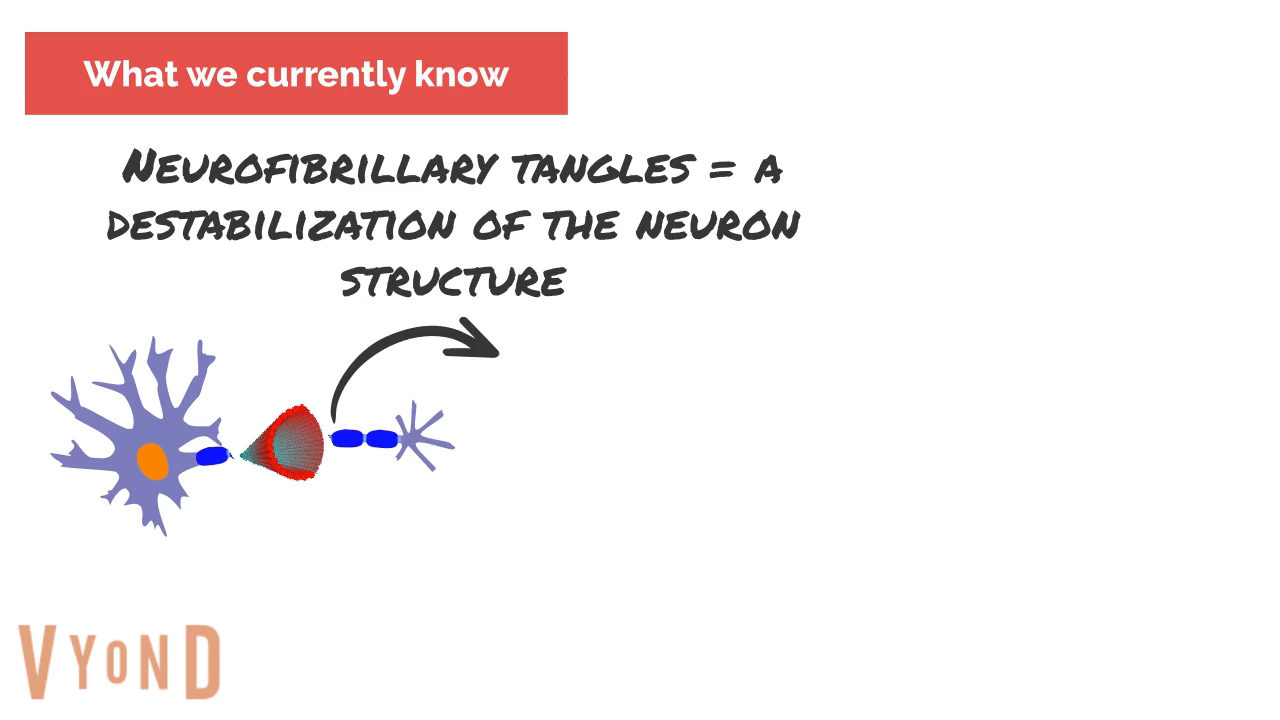 What we currently know
Neurofibrillary tangles = a
destabilization of the neuron
structure
VYOND